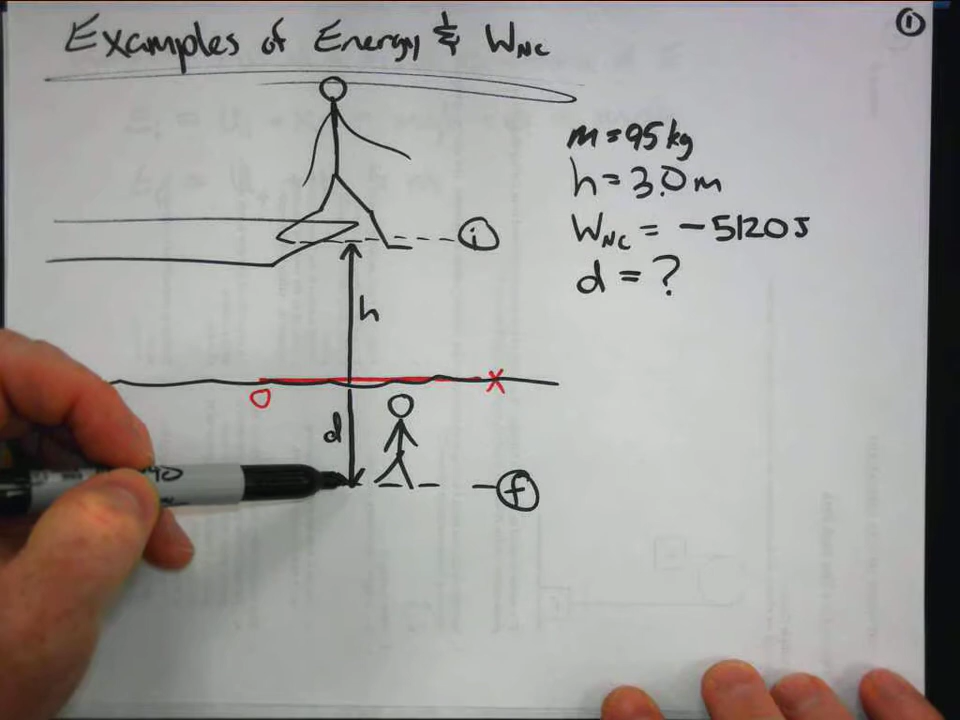 Examples of Energy & W_NC
①
m = 95 kg
h = 3.0 m
W_NC = -5120 J
d = ?
i
h
O
x
d
f